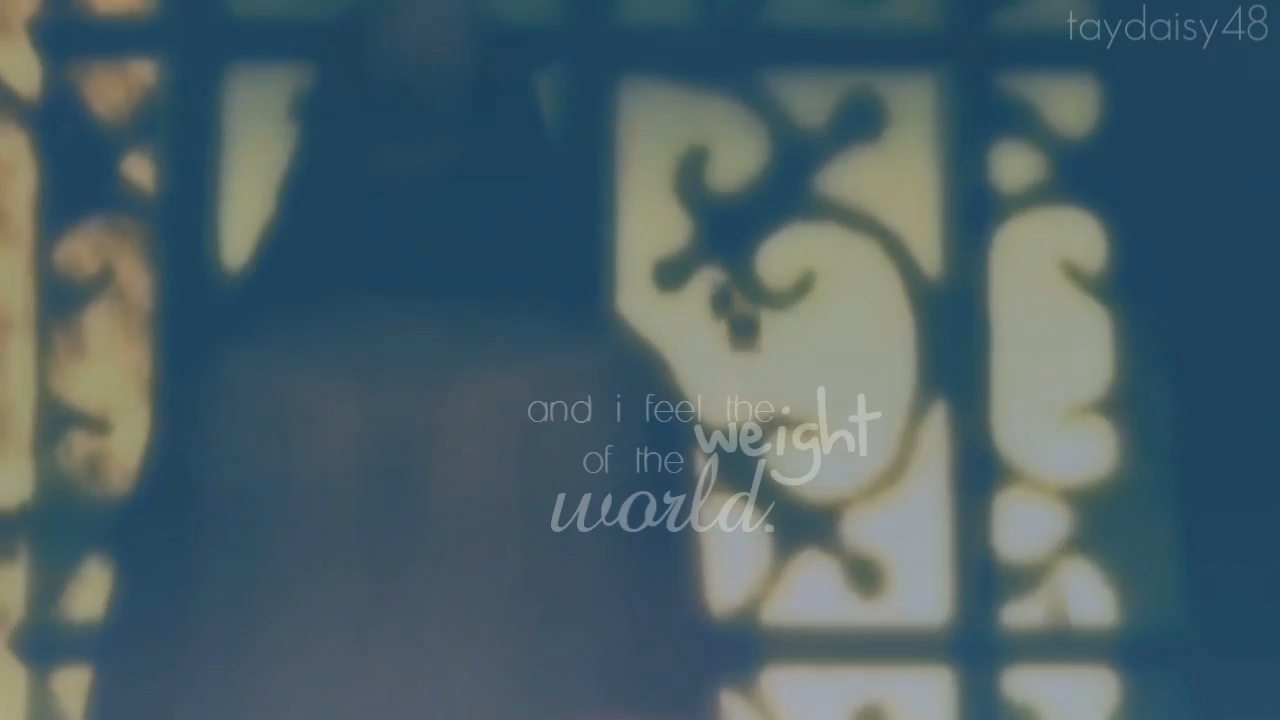 taydaisy48
and i feel the weight
of the
world.